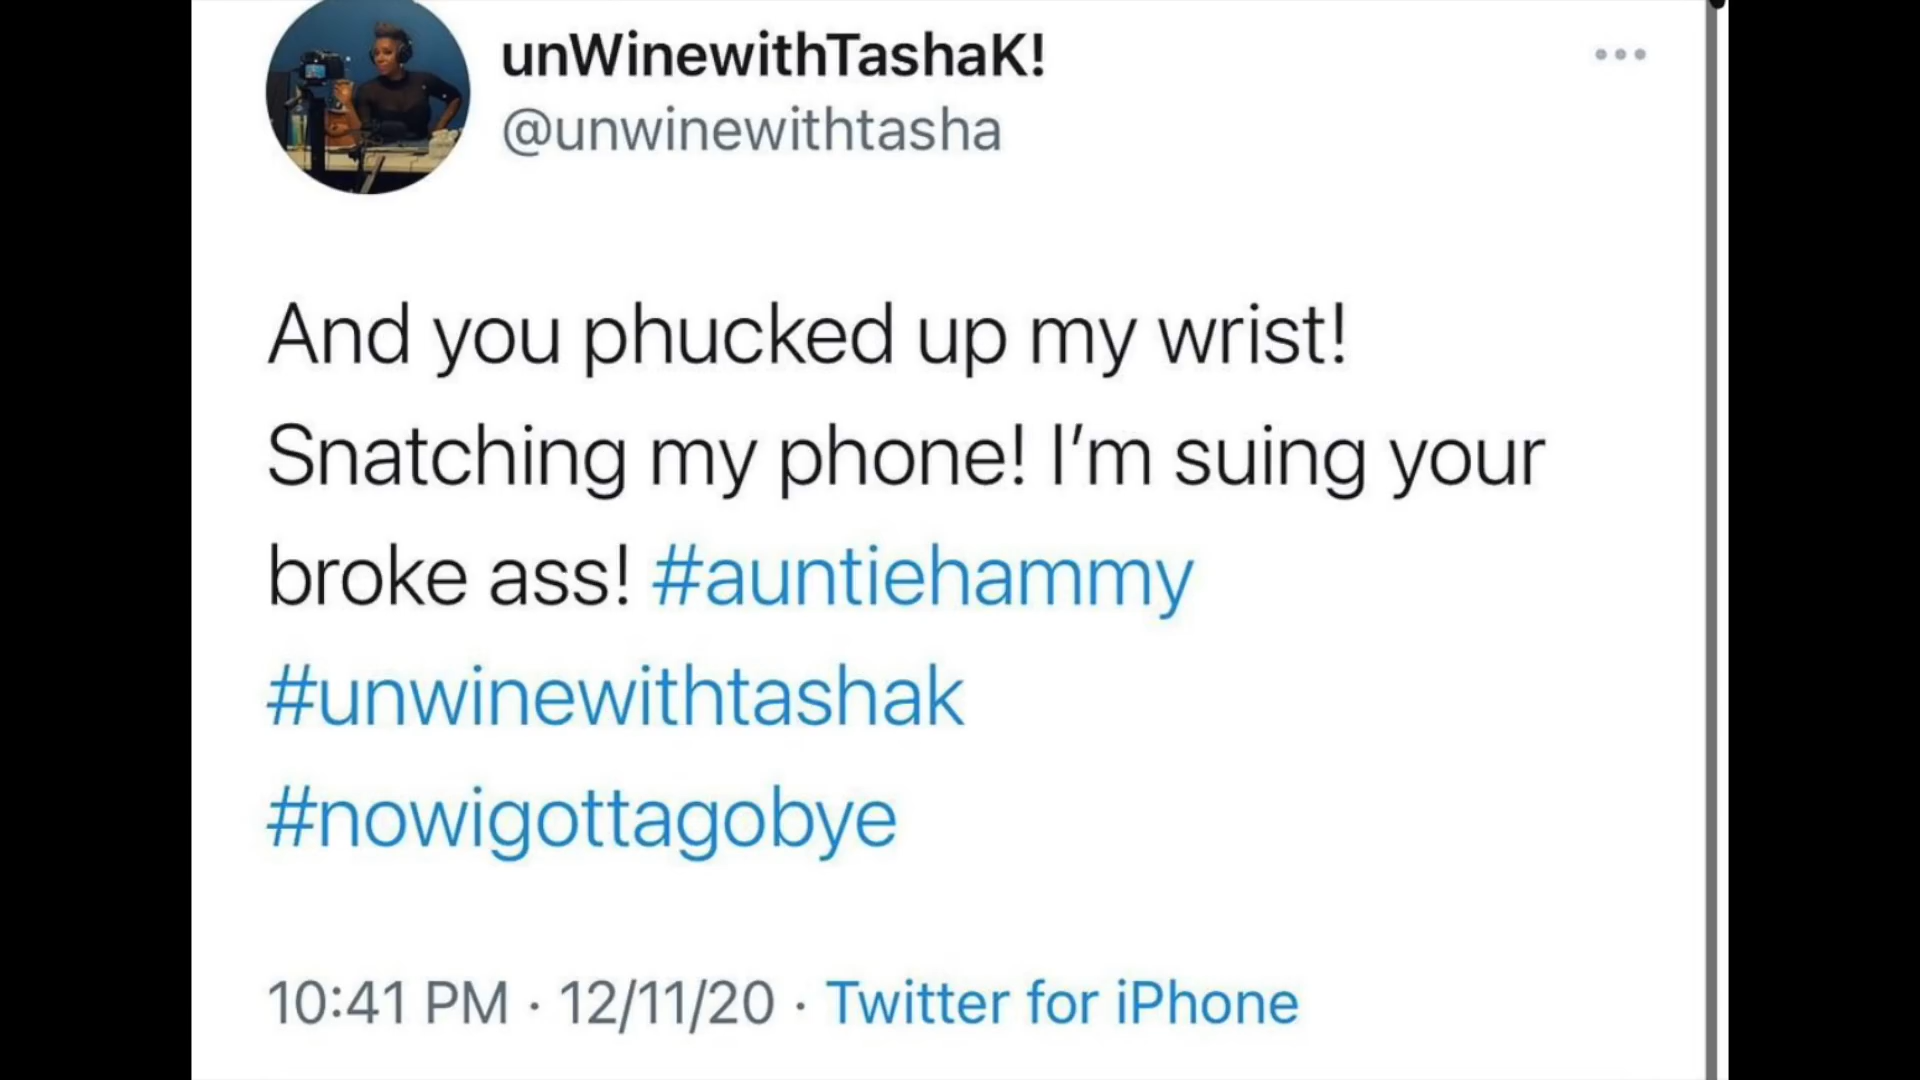 unWinewithTashaK!
@unwinewithtasha
And you phucked up my wrist!
Snatching my phone! I’m suing your
broke ass! #auntiehammy
#unwinewithtashak
#nowigottagobye
10:41 PM · 12/11/20 · Twitter for iPhone